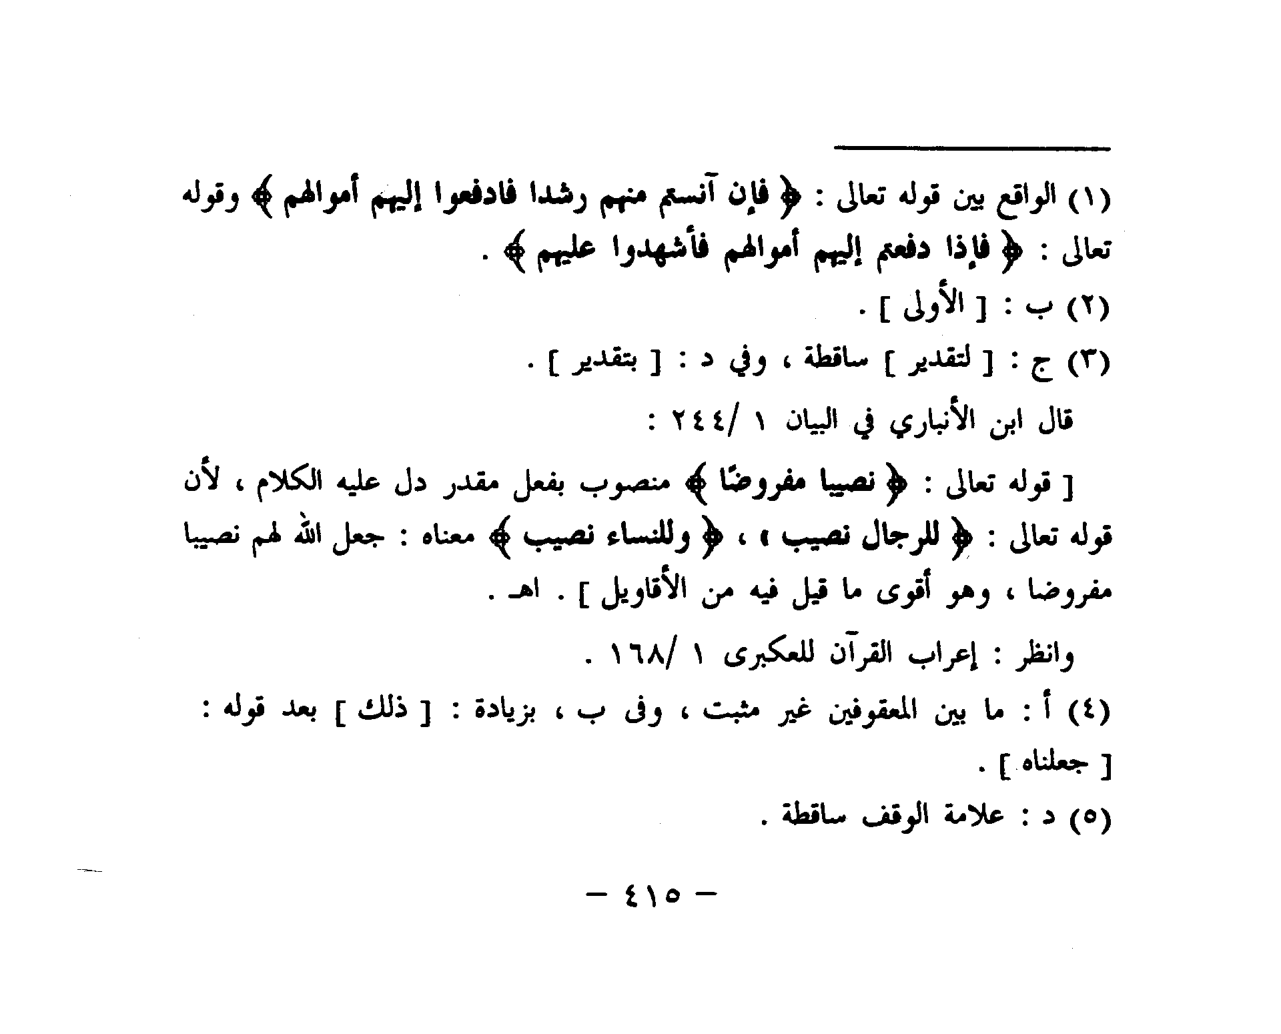 (١) الواقع بين قوله تعالى : ﴿ فإن آنستم منهم رشدا فادفعوا إليهم أموالهم ﴾ وقوله
تعالى : ﴿ فإذا دفعتم إليهم أموالهم فأشهدوا عليهم ﴾ .
(٢) ب : [ الأولى ] .
(٣) ج : [ لتقدير ] ساقطة ، وفي د : [ بتقدير ] .
قال ابن الأنباري في البيان ١ /٢٤٤ :
[ قوله تعالى : ﴿ نصيبا مفروضًا ﴾ منصوب بفعل مقدر دل عليه الكلام ، لأن
قوله تعالى : ﴿ للرجال نصيب » ، ﴿ وللنساء نصيب ﴾ معناه : جعل الله لهم نصيبا
مفروضا ، وهو أقوى ما قيل فيه من الأقاويل ] . اهـ .
وانظر : إعراب القرآن للعكبرى ١ /١٦٨ .
(٤) أ : ما بين المعقوفين غير مثبت ، وفى ب ، بزيادة : [ ذلك ] بعد قوله :
[ جعلناه ] .
(٥) د : علامة الوقف ساقطة .
– ٤١٥ –